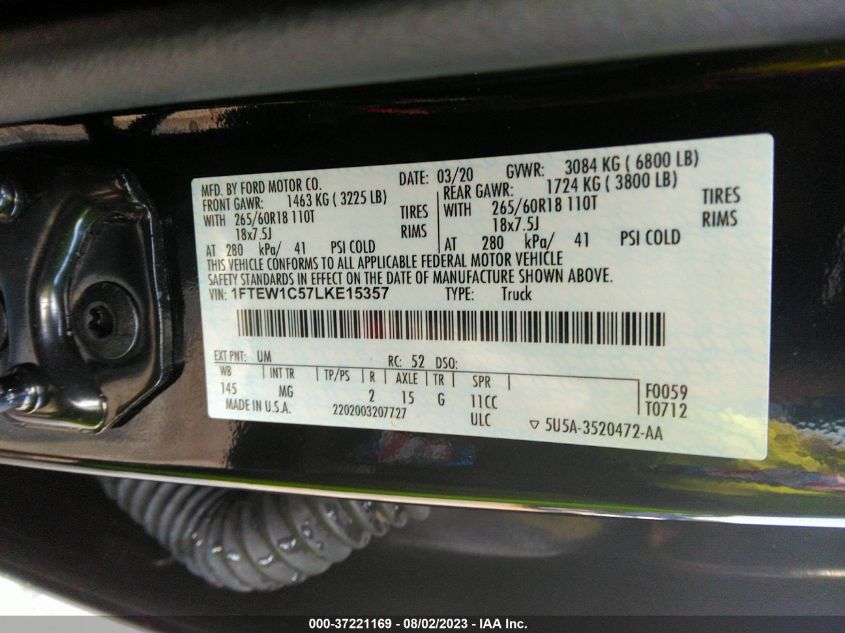 MFD. BY FORD MOTOR CO. DATE: 03/20 GVWR: 3084 KG ( 6800 LB)
FRONT GAWR: 1463 KG ( 3225 LB) REAR GAWR: 1724 KG ( 3800 LB)
WITH 265/60R18 110T TIRES WITH 265/60R18 110T TIRES
18x7.5J RIMS 18x7.5J RIMS
AT 280 kPa/ 41 PSI COLD AT 280 kPa/ 41 PSI COLD
THIS VEHICLE CONFORMS TO ALL APPLICABLE FEDERAL MOTOR VEHICLE
SAFETY STANDARDS IN EFFECT ON THE DATE OF MANUFACTURE SHOWN ABOVE.
VIN: 1FTEW1C57LKE15357 TYPE: Truck
EXT PNT: UM RC: 52 DSO:
WB INT TR TP/PS R AXLE TR SPR F0059
145 MG 2 15 G 11CC T0712
MADE IN U.S.A. 2202003207727 ULC ▽ 5U5A-3520472-AA
000-37221169 - 08/02/2023 - IAA Inc.